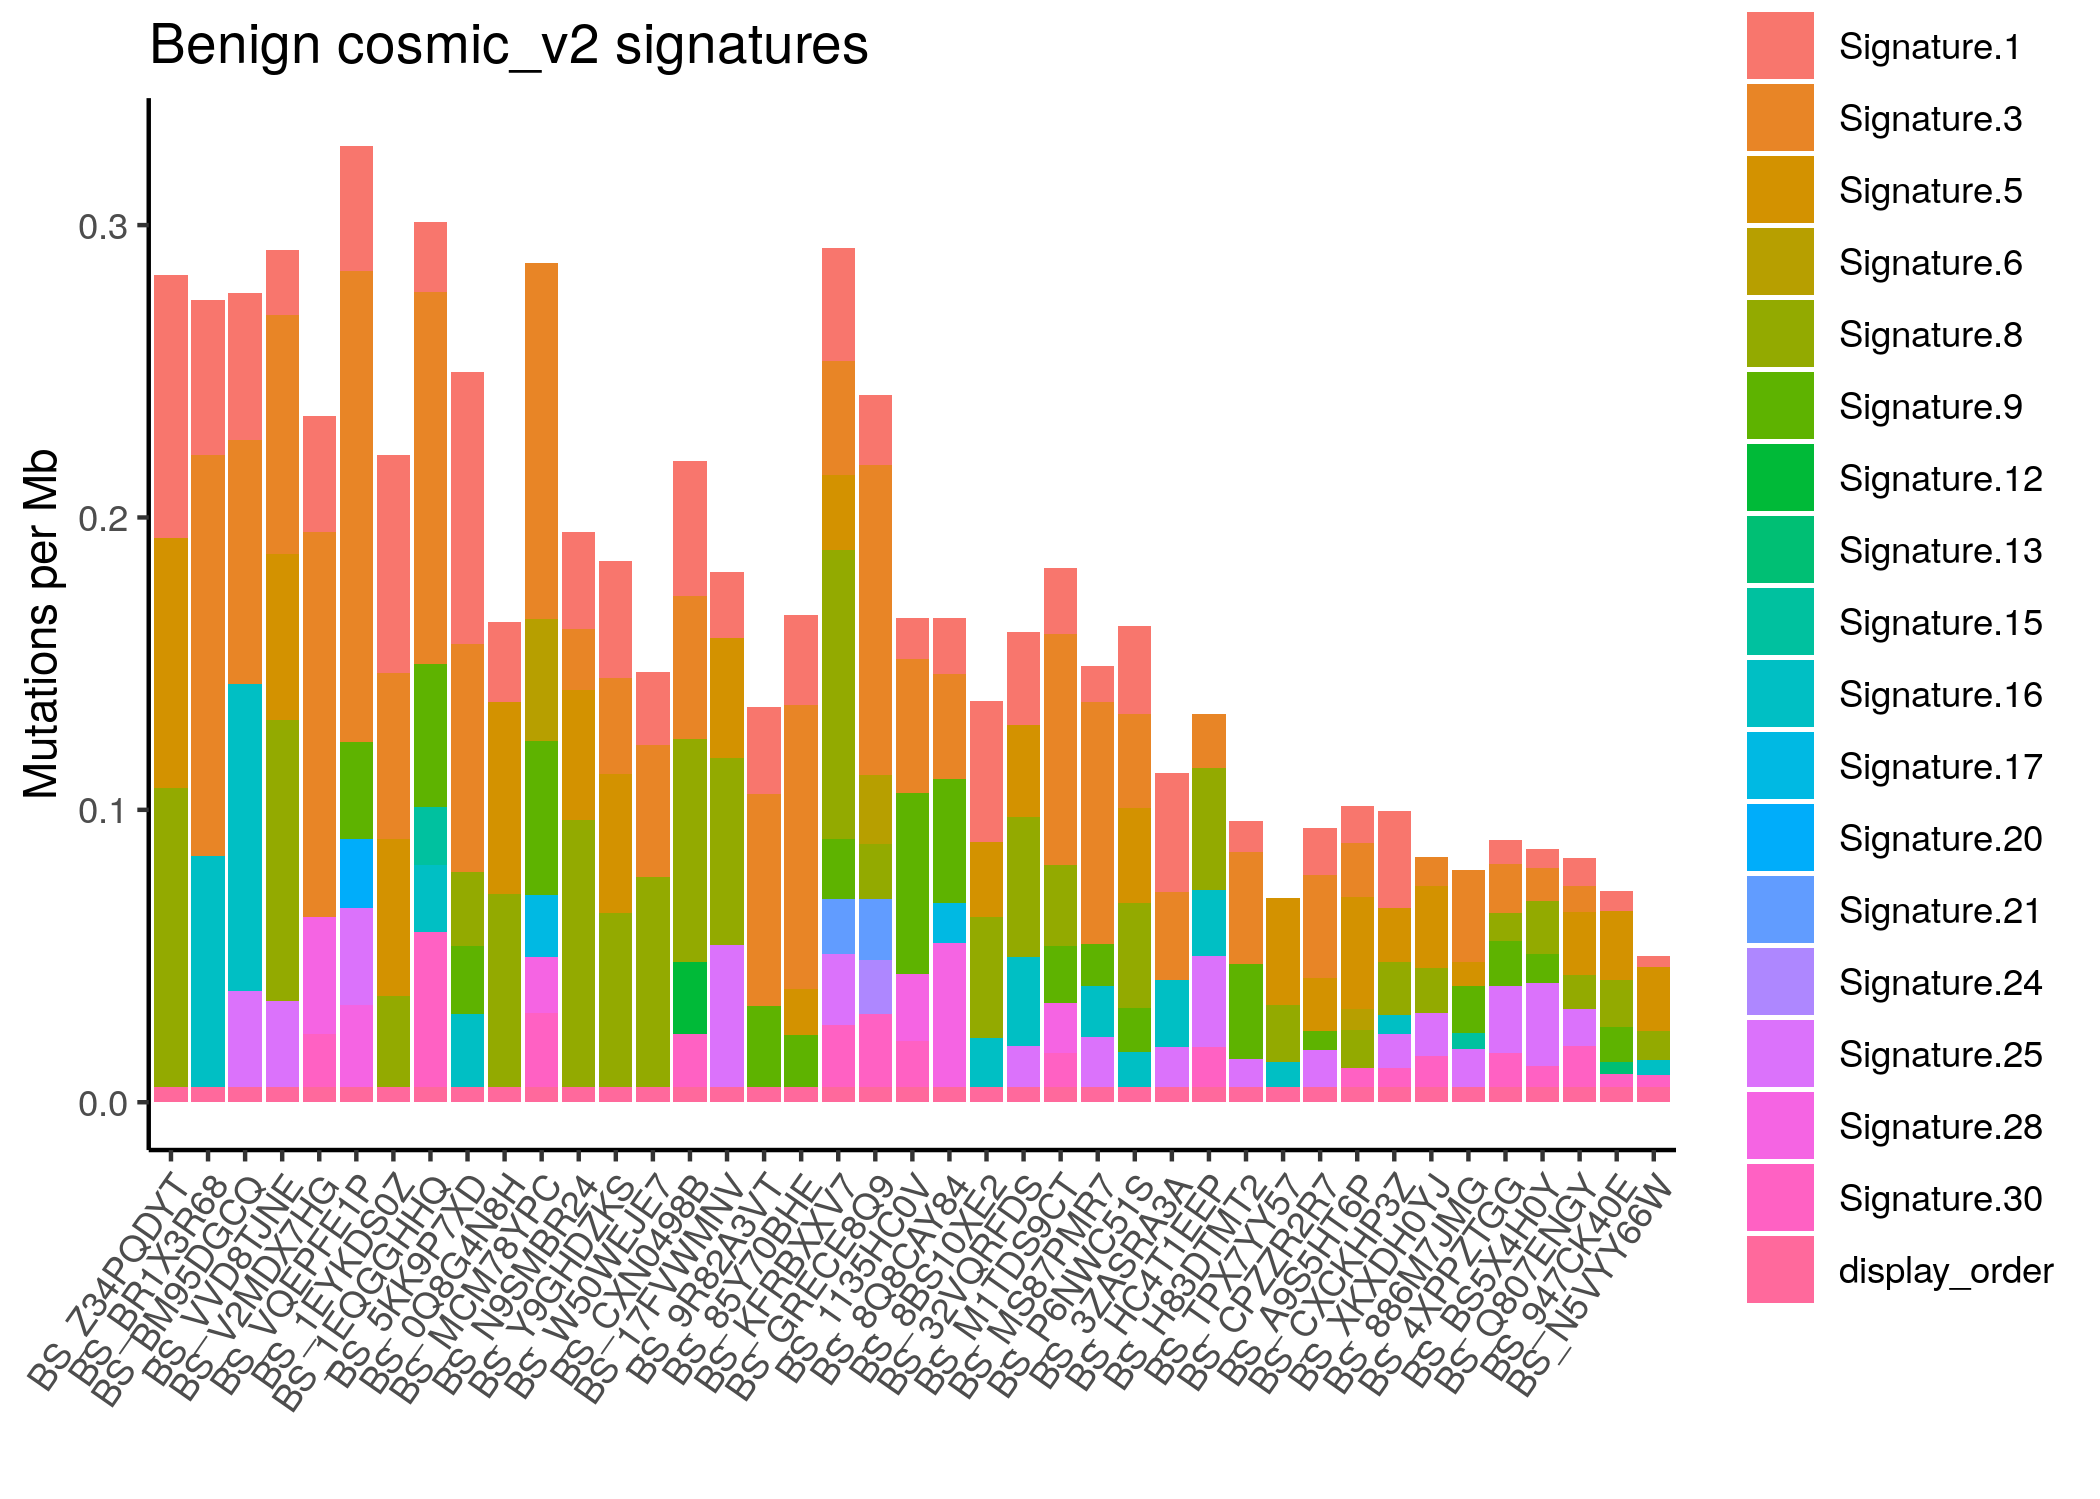 Benign cosmic_v2 signatures
Mutations per Mb
0.3
0.2
0.1
0.0
BS_Z34PQDYT
BS_BR1X3R68
BS_BM95DGCQ
BS_VVD8TJNE
BS_V2MDX7HG
BS_VQEPFE1P
BS_1EYKDS0Z
BS_1EQGGHHQ
BS_5KK9P7XD
BS_0Q8G4N8H
BS_MCM78YPC
BS_N9SMBR24
BS_Y9GHDZKS
BS_W50WEJE7
BS_CXN0498B
BS_17FVWMNV
BS_9R82A3VT
BS_85Y70BHE
BS_KFRBXXV7
BS_GRECE8Q9
BS_1135HC0V
BS_8Q8CAY84
BS_8BS10XE2
BS_32VQRFDS
BS_M1TDS9CT
BS_MS87PMR7
BS_P6NWC51S
BS_3ZASRA3A
BS_HC4T1EEP
BS_H83DTMT2
BS_TPX7YY57
BS_CPZZR2R7
BS_A9S5HT6P
BS_CXCKHP3Z
BS_XKXDH0YJ
BS_886M7JMG
BS_4XPPZTGG
BS_BS5X4H0Y
BS_Q807ENGY
BS_947CK40E
BS_N5VYY66W
Signature.1
Signature.3
Signature.5
Signature.6
Signature.8
Signature.9
Signature.12
Signature.13
Signature.15
Signature.16
Signature.17
Signature.20
Signature.21
Signature.24
Signature.25
Signature.28
Signature.30
display_order